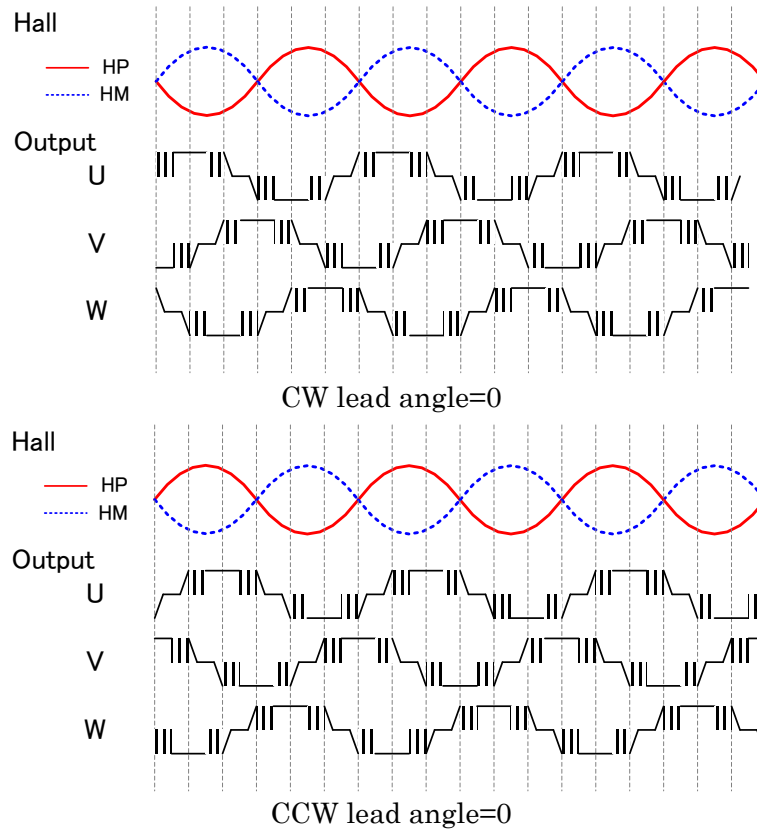 Hall
HP
HM
Output
U
V
W
CW lead angle=0
Hall
HP
HM
Output
U
V
W
CCW lead angle=0